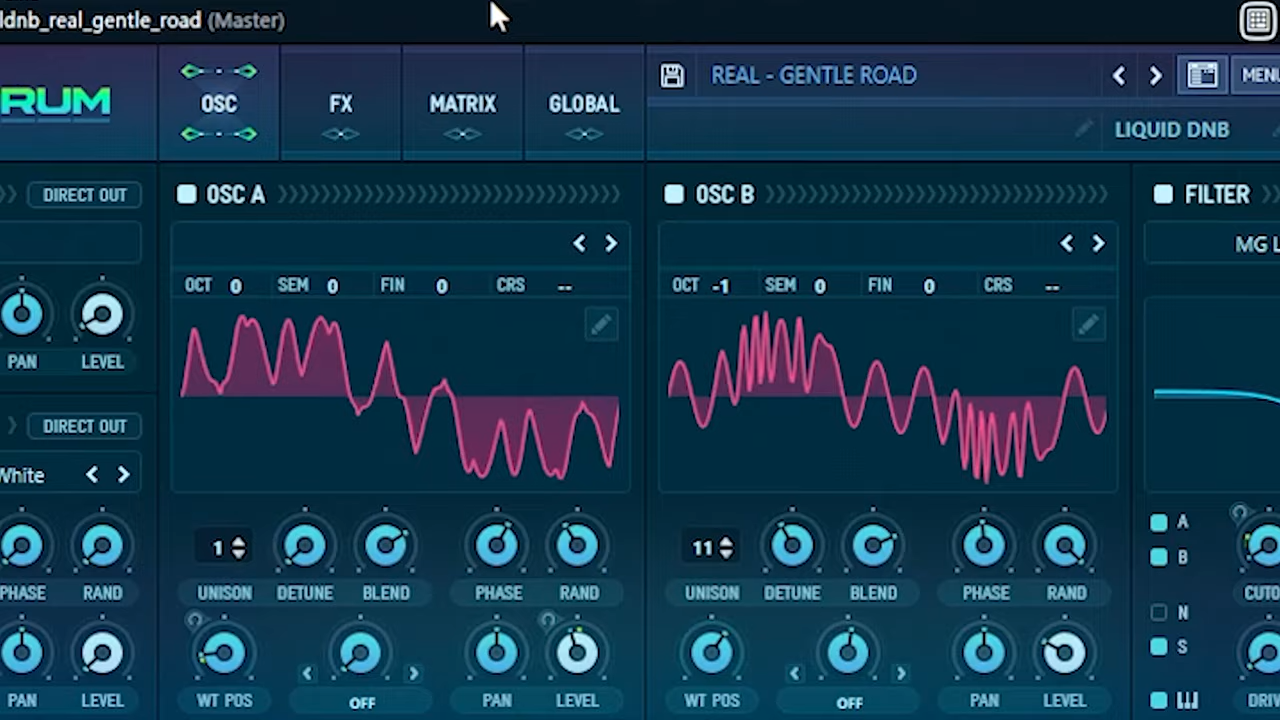 ldnb_real_gentle_road (Master)
RUM
OSC
FX
MATRIX
GLOBAL
REAL - GENTLE ROAD
MENU
LIQUID DNB
DIRECT OUT
OSC A
OSC B
FILTER
MG L
OCT 0 SEM 0 FIN 0 CRS --
OCT -1 SEM 0 FIN 0 CRS --
PAN LEVEL
DIRECT OUT
White
1
11
A
B
PHASE RAND
UNISON DETUNE BLEND PHASE RAND
UNISON DETUNE BLEND PHASE RAND
CUTO
N
S
PAN LEVEL
WT POS OFF PAN LEVEL
WT POS OFF PAN LEVEL
DRIV